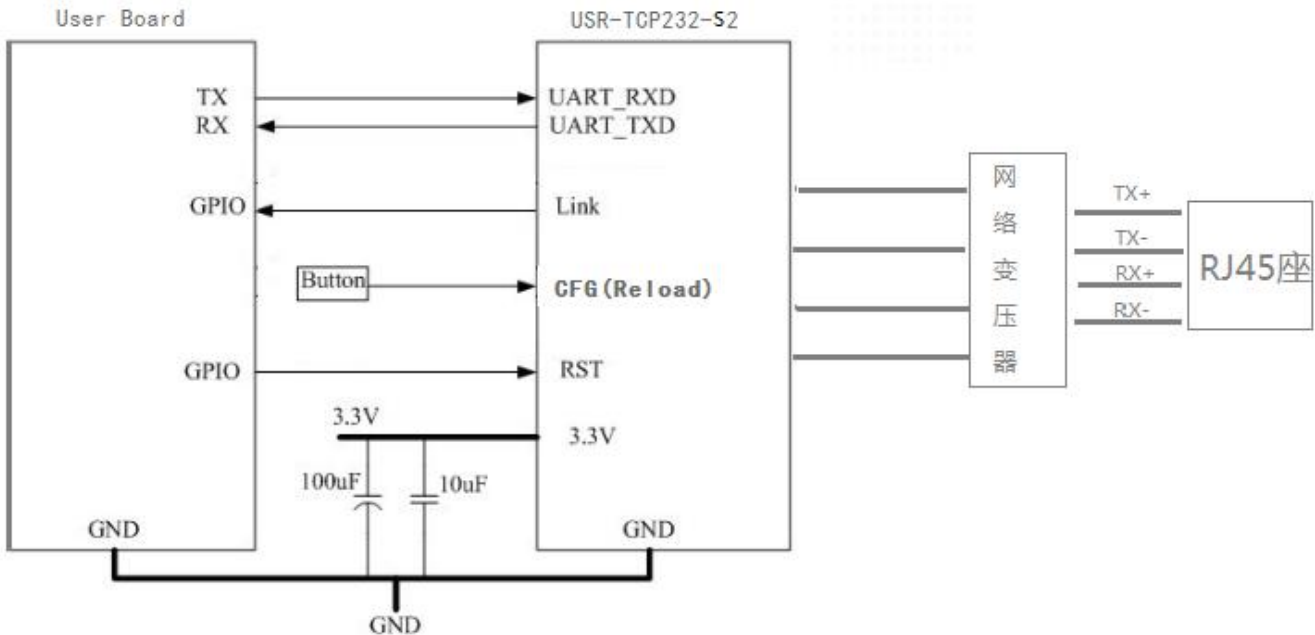 User Board
USR-TCP232-S2
TX
UART_RXD
RX
UART_TXD
GPIO
Link
Button
CFG(Reload)
GPIO
RST
3.3V
3.3V
100uF
10uF
GND
GND
GND
网络变压器
TX+
TX-
RX+
RX-
RJ45座